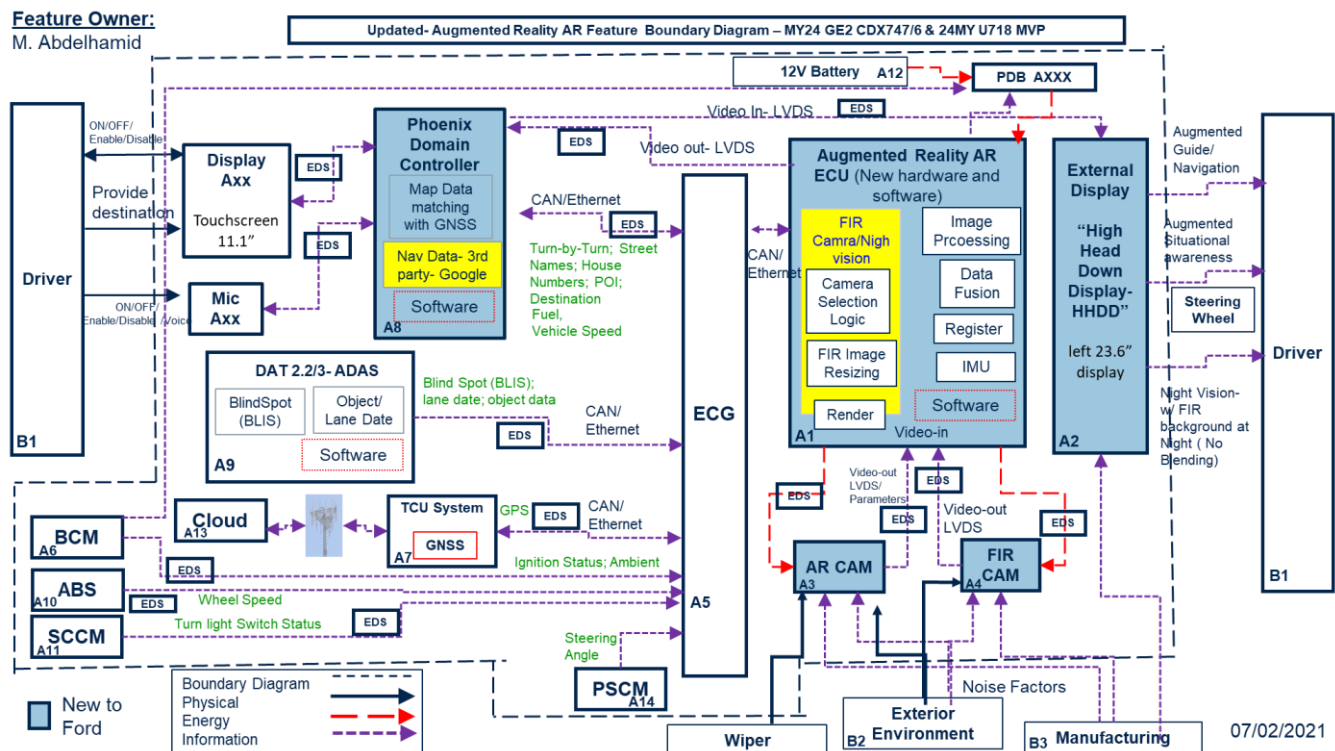 Feature Owner:
M. Abdelhamid
Updated- Augmented Reality AR Feature Boundary Diagram – MY24 GE2 CDX747/6 & 24MY U718 MVP
12V Battery A12
PDB AXXX
EDS
Video In- LVDS
EDS
Video out- LVDS
Driver
B1
ON/OFF/
Enable/Disable
Provide
destination
ON/OFF/
Enable/Disable /Voice
Display
Axx
Touchscreen
11.1”
EDS
EDS
Mic
Axx
Phoenix
Domain
Controller
Map Data
matching
with GNSS
Nav Data- 3rd
party- Google
Software
A8
CAN/Ethernet
EDS
Turn-by-Turn; Street
Names; House
Numbers; POI;
Destination
Fuel,
Vehicle Speed
ECG
A5
CAN/
Ethernet
Augmented Reality AR
ECU (New hardware and
software)
FIR
Camra/Nigh
vision
Camera
Selection
Logic
FIR Image
Resizing
Render
Image
Prcoessing
Data
Fusion
Register
IMU
Software
A1
Video-in
External
Display
“High
Head
Down
Display-
HHDD”
left 23.6”
display
A2
Augmented
Guide/
Navigation
Augmented
Situational
awareness
Steering
Wheel
Night Vision-
w/ FIR
background at
Night ( No
Blending)
Driver
B1
DAT 2.2/3- ADAS
BlindSpot
(BLIS)
Object/
Lane Date
Software
A9
Blind Spot (BLIS);
lane date; object data
EDS
CAN/
Ethernet
Cloud
A13
TCU System
GNSS
A7
GPS
EDS
CAN/
Ethernet
BCM
A6
EDS
Ignition Status; Ambient
ABS
A10
EDS
Wheel Speed
SCCM
A11
Turn light Switch Status
EDS
Steering
Angle
PSCM
A14
EDS
Video-out
LVDS/
Parameters
EDS
EDS
Video-out
LVDS
EDS
AR CAM
A3
FIR
CAM
A4
Noise Factors
Wiper
Exterior
Environment
B2
B3 Manufacturing
New to
Ford
Boundary Diagram
Physical
Energy
Information
07/02/2021